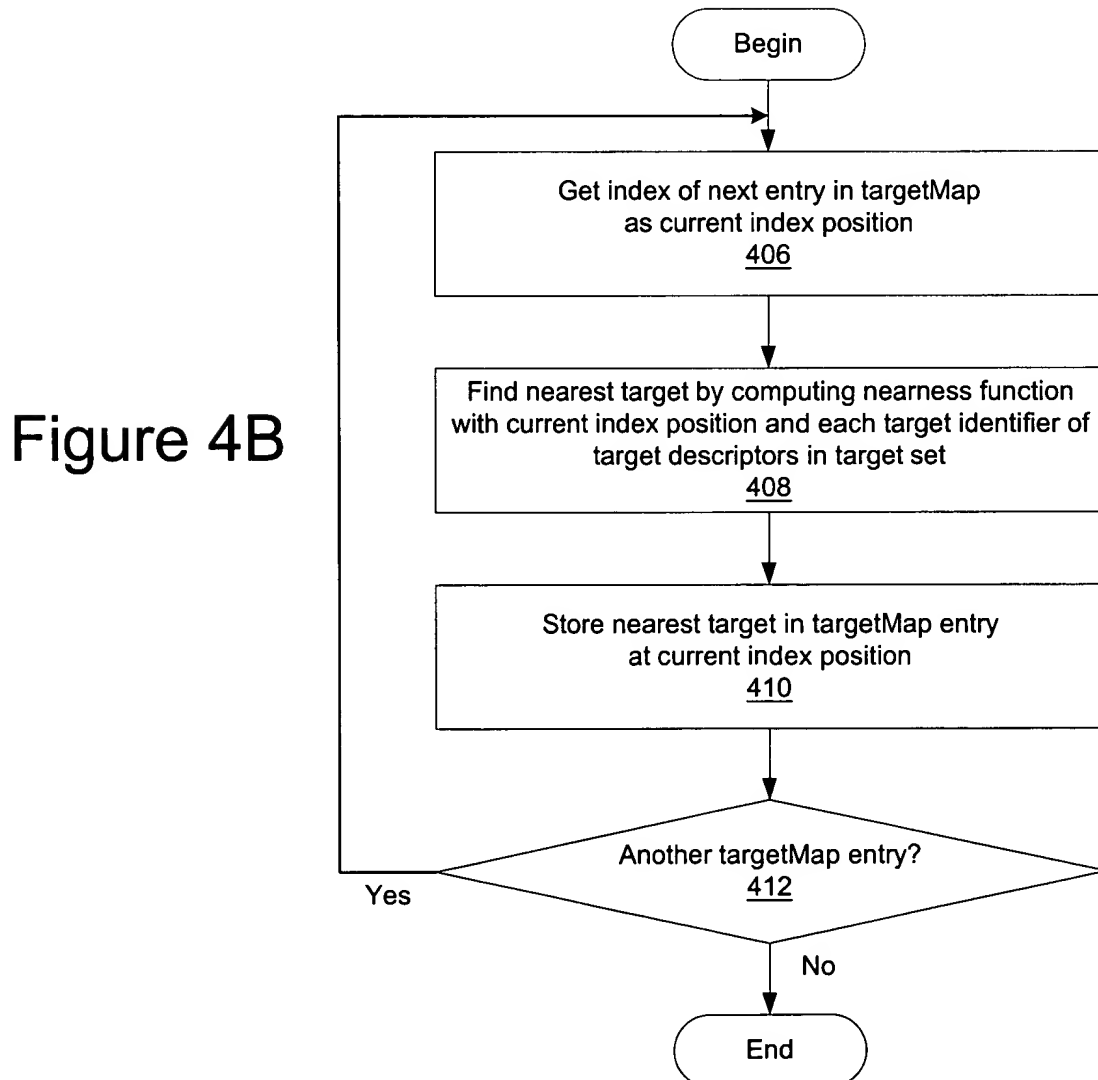 Begin
Get index of next entry in targetMap
as current index position
406
Figure 4B
Find nearest target by computing nearness function
with current index position and each target identifier of
target descriptors in target set
408
Store nearest target in targetMap entry
at current index position
410
Another targetMap entry?
412
Yes
No
End